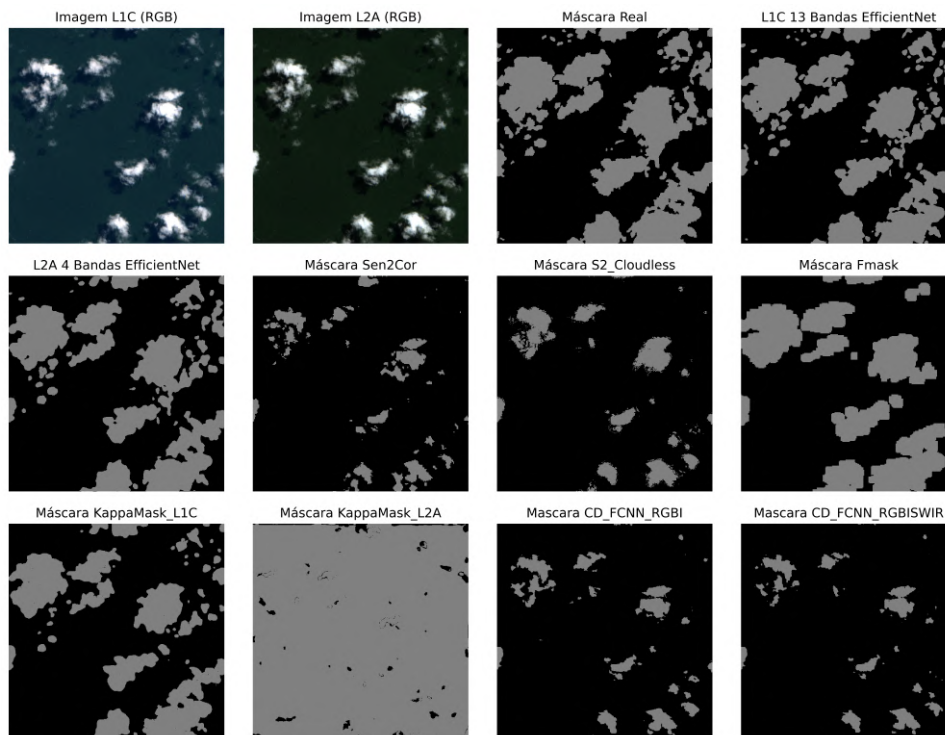 Imagem L1C (RGB)
Imagem L2A (RGB)
Máscara Real
L1C 13 Bandas EfficientNet
L2A 4 Bandas EfficientNet
Máscara Sen2Cor
Máscara S2_Cloudless
Máscara Fmask
Máscara KappaMask_L1C
Máscara KappaMask_L2A
Mascara CD_FCNN_RGBI
Mascara CD_FCNN_RGBISWIR